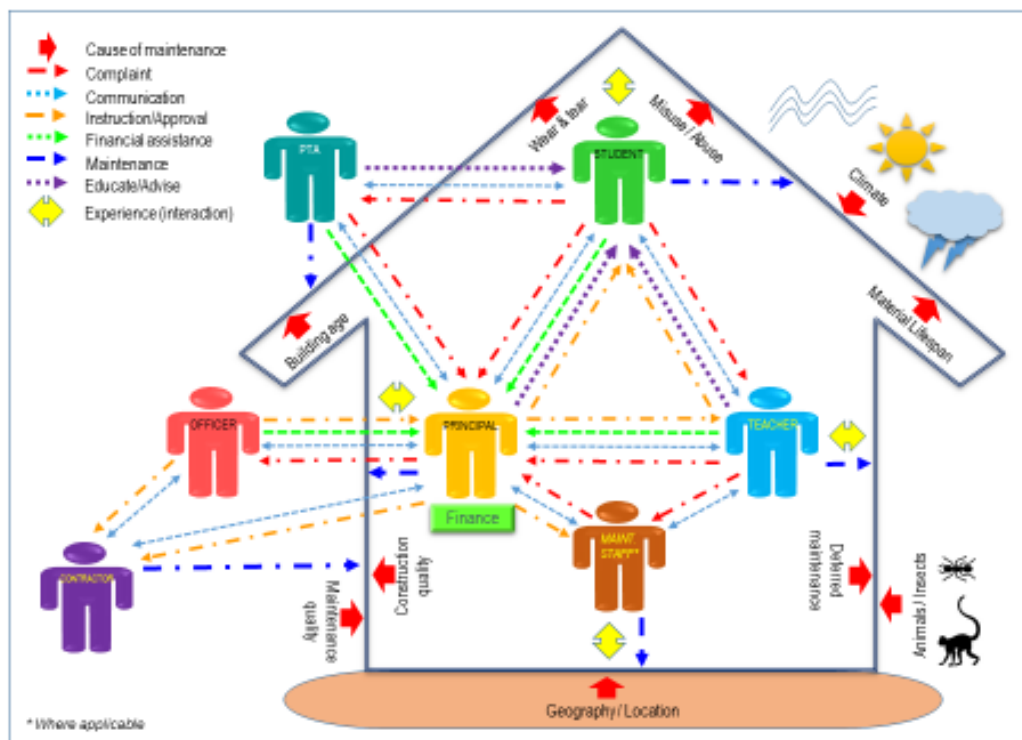 Cause of maintenance
Complaint
Communication
Instruction/Approval
Financial assistance
Maintenance
Educate/Advise
Experience (interaction)
PTA
STUDENT
Wear & tear
Misuse / Abuse
Climate
Building age
Material Lifespan
OFFICER
PRINCIPAL
TEACHER
Finance
MAINT.
STAFF*
CONTRACTOR
Construction
quality
Maintenance
quality
Deferred
maintenance
Animals / Insects
Geography / Location
* Where applicable